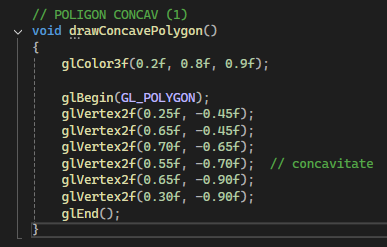 // POLIGON CONCAV (1)
void drawConcavePolygon()
{
glColor3f(0.2f, 0.8f, 0.9f);
glBegin(GL_POLYGON);
glVertex2f(0.25f, -0.45f);
glVertex2f(0.65f, -0.45f);
glVertex2f(0.70f, -0.65f);
glVertex2f(0.55f, -0.70f);  // concavitate
glVertex2f(0.65f, -0.90f);
glVertex2f(0.30f, -0.90f);
glEnd();
}